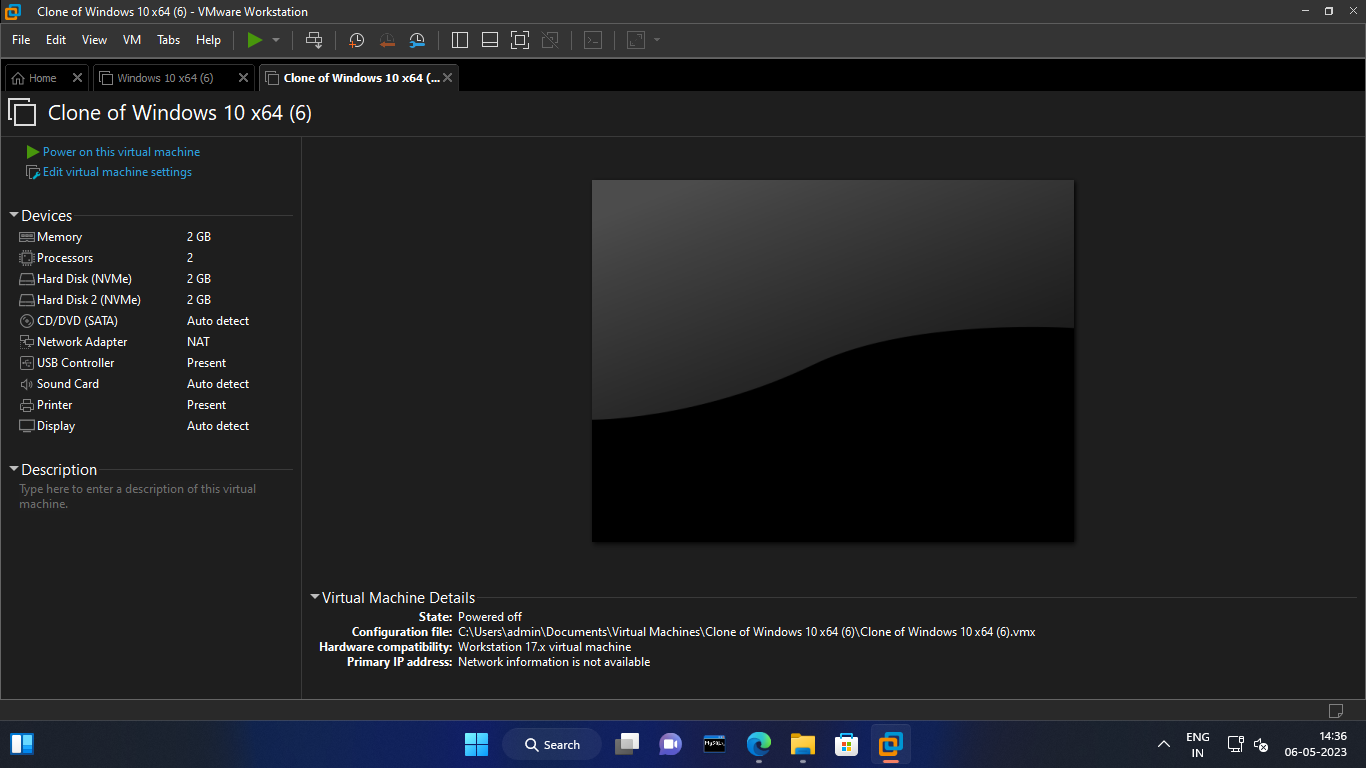 Clone of Windows 10 x64 (6) - VMware Workstation
File Edit View VM Tabs Help
Home Windows 10 x64 (6) Clone of Windows 10 x64 (...
Clone of Windows 10 x64 (6)
Power on this virtual machine
Edit virtual machine settings
Devices
Memory 2 GB
Processors 2
Hard Disk (NVMe) 2 GB
Hard Disk 2 (NVMe) 2 GB
CD/DVD (SATA) Auto detect
Network Adapter NAT
USB Controller Present
Sound Card Auto detect
Printer Present
Display Auto detect
Description
Type here to enter a description of this virtual
machine.
Virtual Machine Details
State: Powered off
Configuration file: C:\Users\admin\Documents\Virtual Machines\Clone of Windows 10 x64 (6)\Clone of Windows 10 x64 (6).vmx
Hardware compatibility: Workstation 17.x virtual machine
Primary IP address: Network information is not available
Search
ENG
IN
14:36
06-05-2023